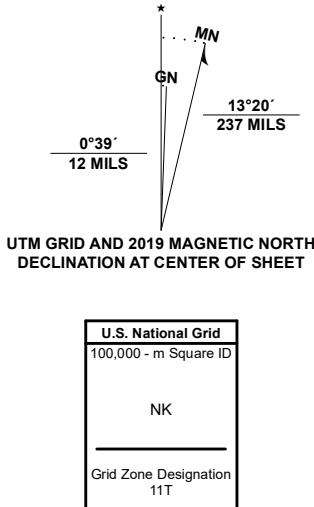 ★
MN
GN
13°20´
237 MILS
0°39´
12 MILS
UTM GRID AND 2019 MAGNETIC NORTH
DECLINATION AT CENTER OF SHEET
U.S. National Grid
100,000 - m Square ID
NK
Grid Zone Designation
11T